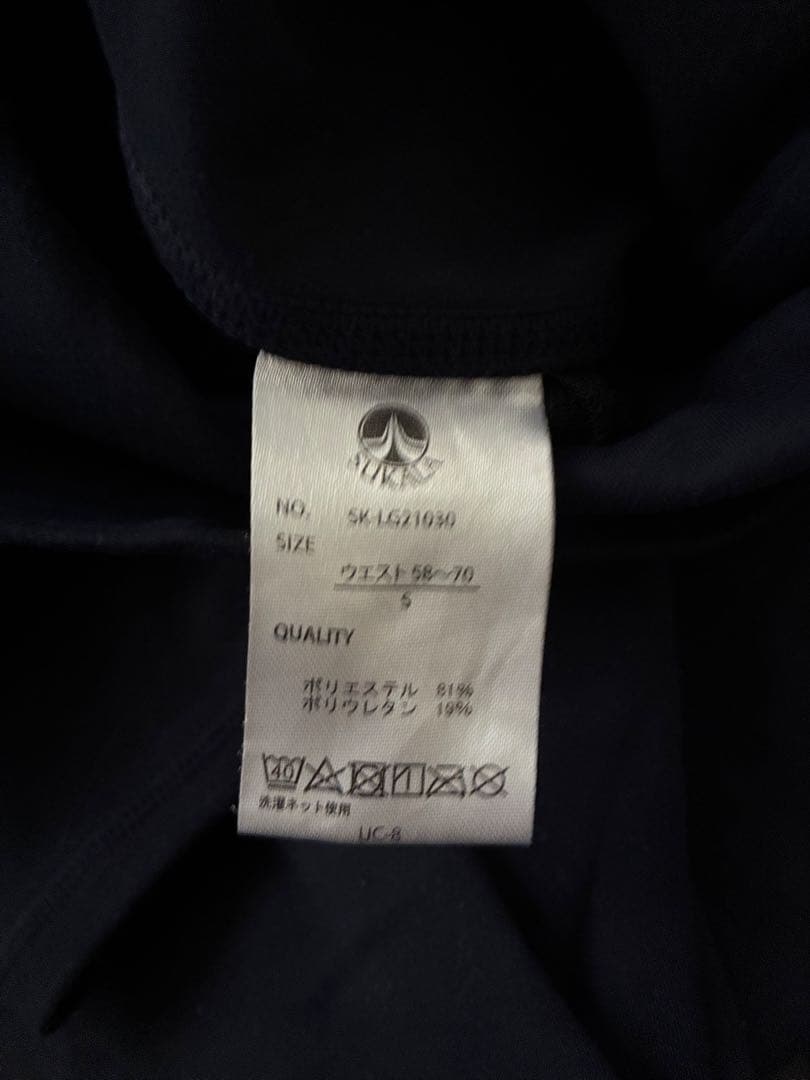 SUKALA
NO. SK-LG21030
SIZE
ウエスト58～70
S
QUALITY
ポリエステル 81%
ポリウレタン 19%
40
洗濯ネット使用
UC-8